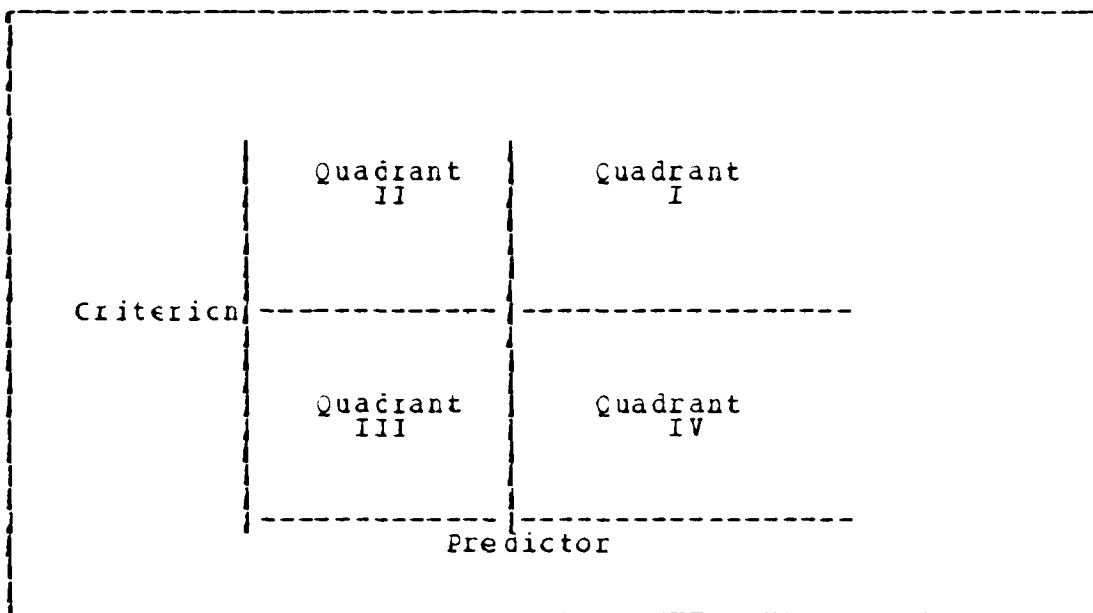 Quadrant Quadrant
II I
Criterion
Quadrant Quadrant
III IV
Predictor